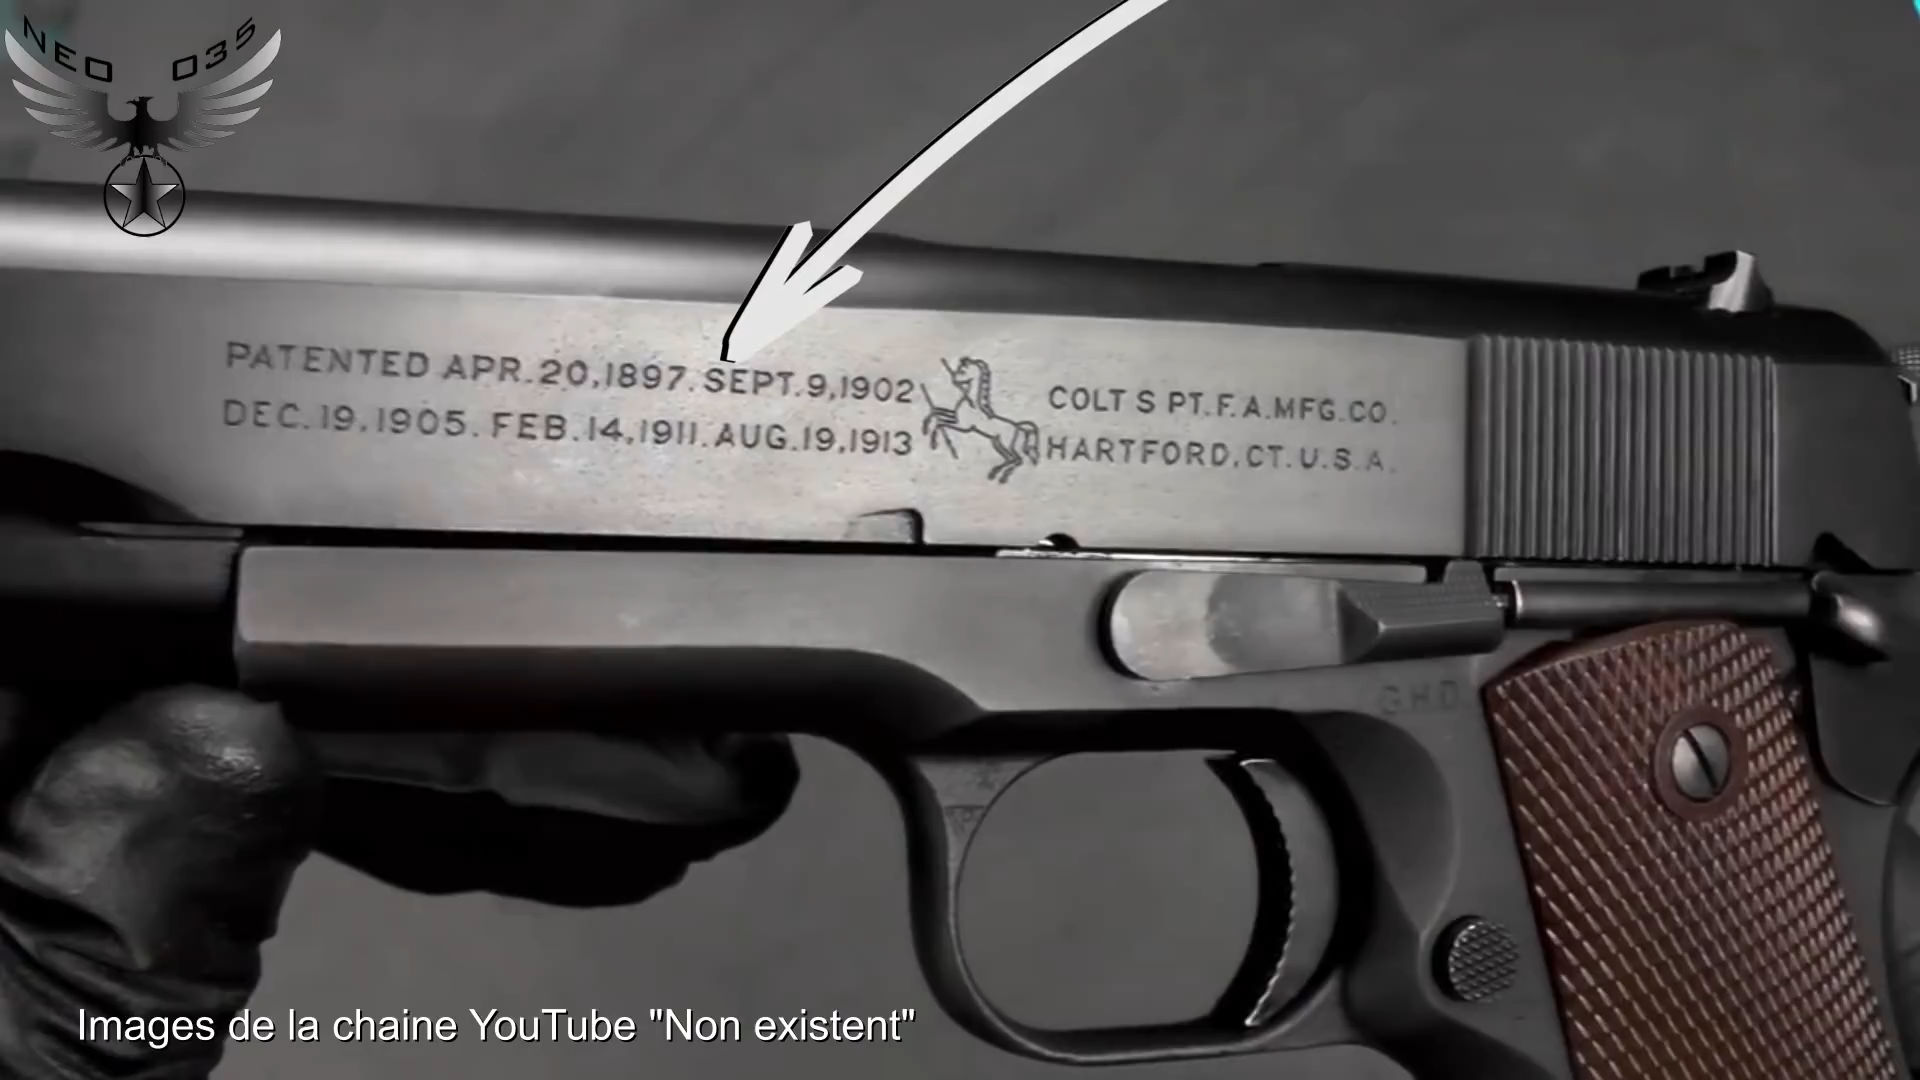 NEO 035
PATENTED APR.20,1897.SEPT.9,1902
DEC.19,1905.FEB.14,1911.AUG.19,1913
COLT S PT.F.A.MFG.CO.
HARTFORD,CT.U.S.A.
G.H.D.
Images de la chaine YouTube "Non existent"